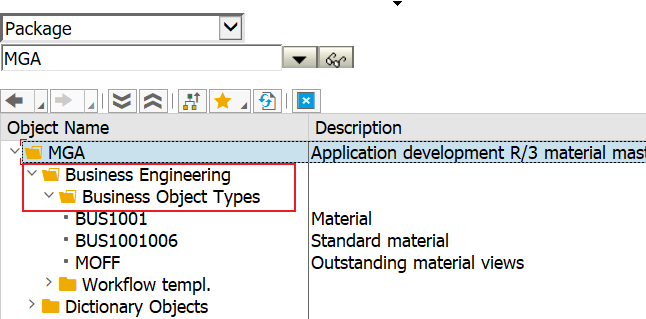 Package
MGA
Object Name Description
MGA Application development R/3 material mast
Business Engineering
Business Object Types
BUS1001 Material
BUS1001006 Standard material
MOFF Outstanding material views
Workflow templ.
Dictionary Objects